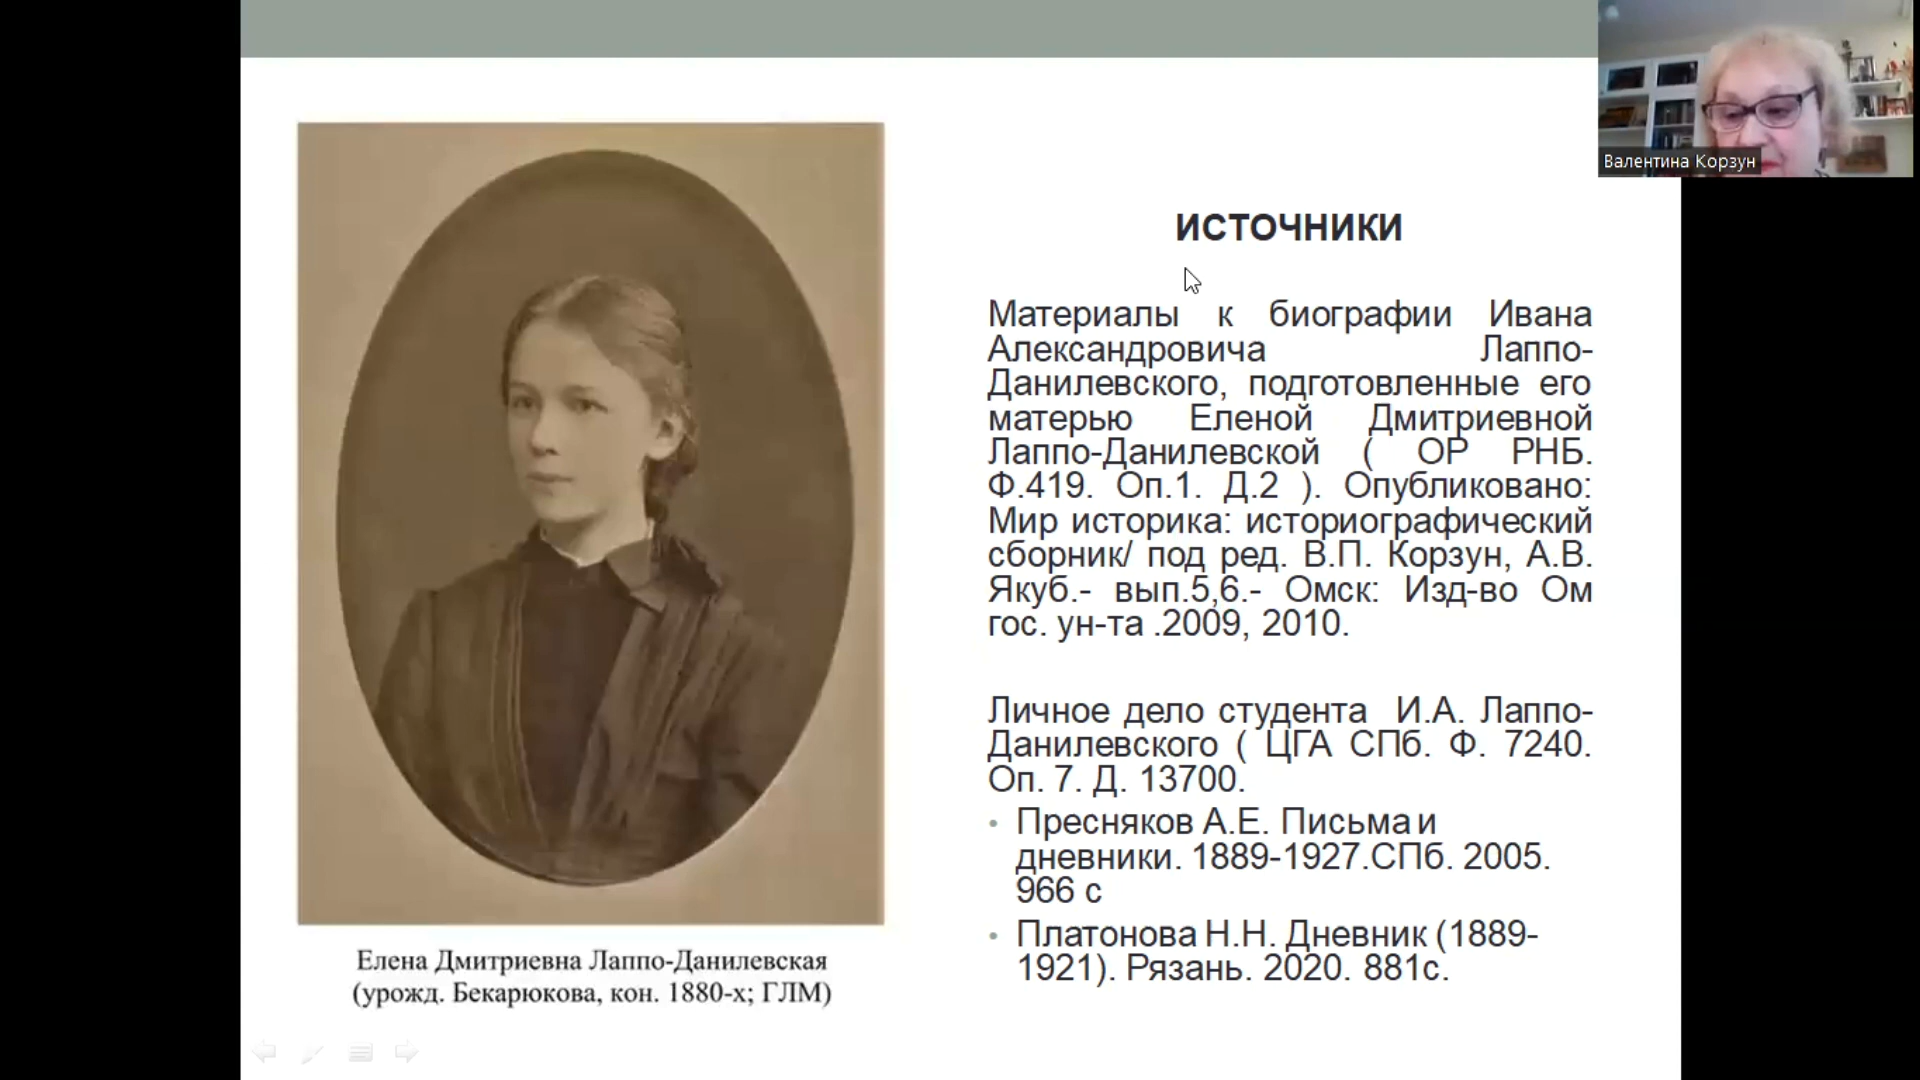 Валентина Корзун
ИСТОЧНИКИ
Материалы к биографии Ивана
Александровича Лаппо-
Данилевского, подготовленные его
матерью Еленой Дмитриевной
Лаппо-Данилевской ( ОР РНБ.
Ф.419. Оп.1. Д.2 ). Опубликовано:
Мир историка: историографический
сборник/ под ред. В.П. Корзун, А.В.
Якуб.- вып.5,6.- Омск: Изд-во Ом
гос. ун-та .2009, 2010.
Личное дело студента И.А. Лаппо-
Данилевского ( ЦГА СПб. Ф. 7240.
Оп. 7. Д. 13700.
• Пресняков А.Е. Письма и
дневники. 1889-1927.СПб. 2005.
966 с
• Платонова Н.Н. Дневник (1889-
1921). Рязань. 2020. 881с.
Елена Дмитриевна Лаппо-Данилевская
(урожд. Бекарюкова, кон. 1880-х; ГЛМ)